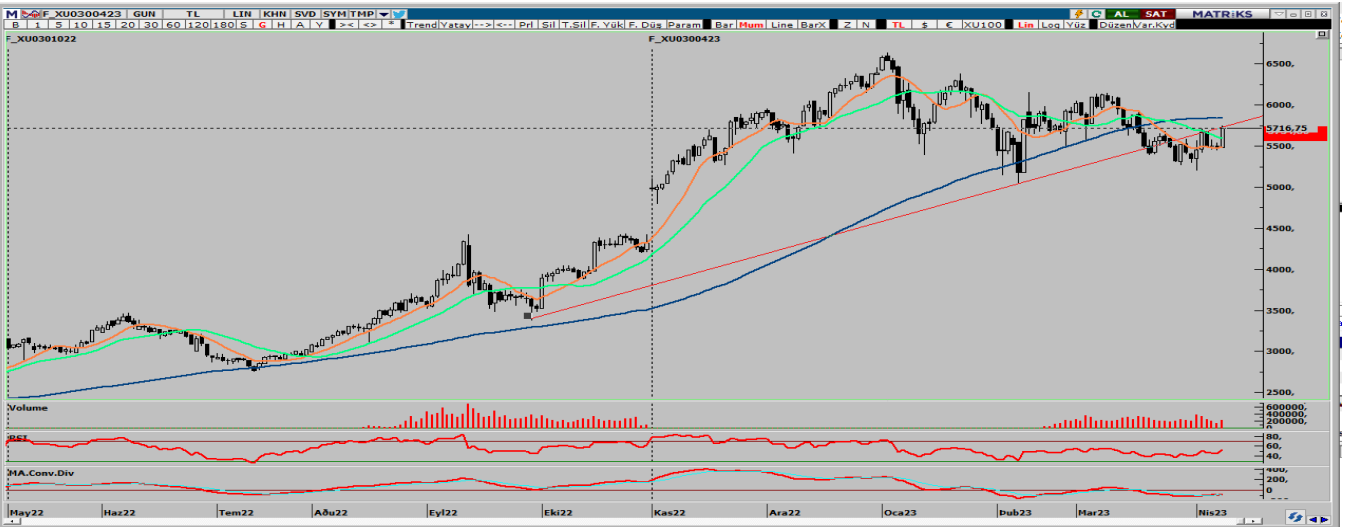 M F_XU0300423 GUN TL LIN KHN SVD SYM TMP AL SAT MATRiKS
B 1 5 10 15 20 30 60 120 180 S G H A Y >< <> * Trend Yatay --> <-- Prl Sil T.Sil F. Yük F. Düş Param Bar Mum Line BarX Z N TL $ € XU100 Lin Log Yüz Düzen Var.Kyd
F_XU0301022 F_XU0300423
6500,
6000,
5716,75
5500,
5000,
4500,
4000,
3500,
3000,
2500,
Volume
600000,
400000,
200000,
0
RSI
80,
60,
40,
MA.Conv.Div
400,
200,
0
May22 Haz22 Tem22 Aðu22 Eyl22 Eki22 Kas22 Ara22 Oca23 Þub23 Mar23 Nis23